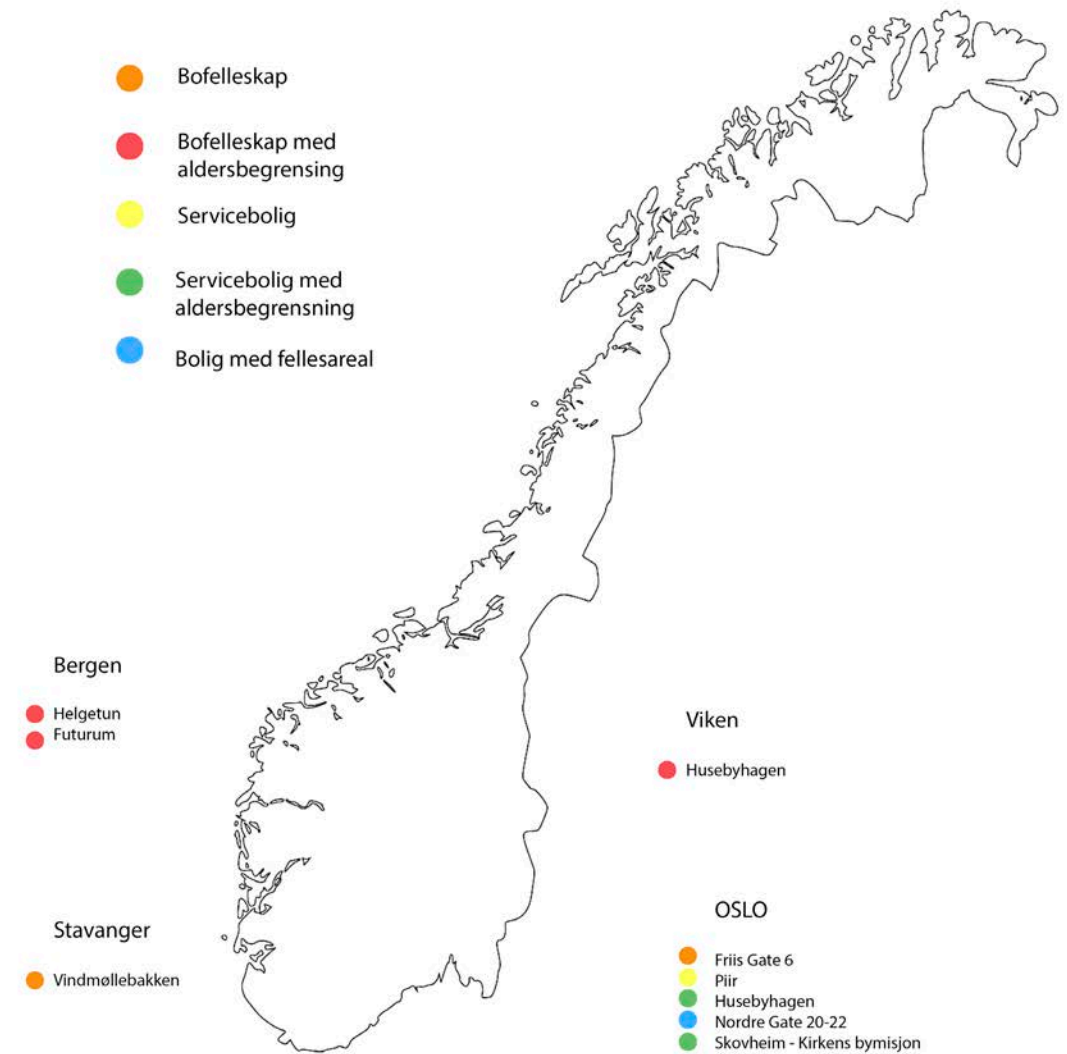 Bofelleskap
Bofelleskap med
aldersbegrensing
Servicebolig
Servicebolig med
aldersbegrensning
Bolig med fellesareal
Bergen
Helgetun
Futurum
Viken
Husebyhagen
Stavanger
Vindmøllebakken
OSLO
Friis Gate 6
Piir
Husebyhagen
Nordre Gate 20-22
Skovheim - Kirkens bymisjon